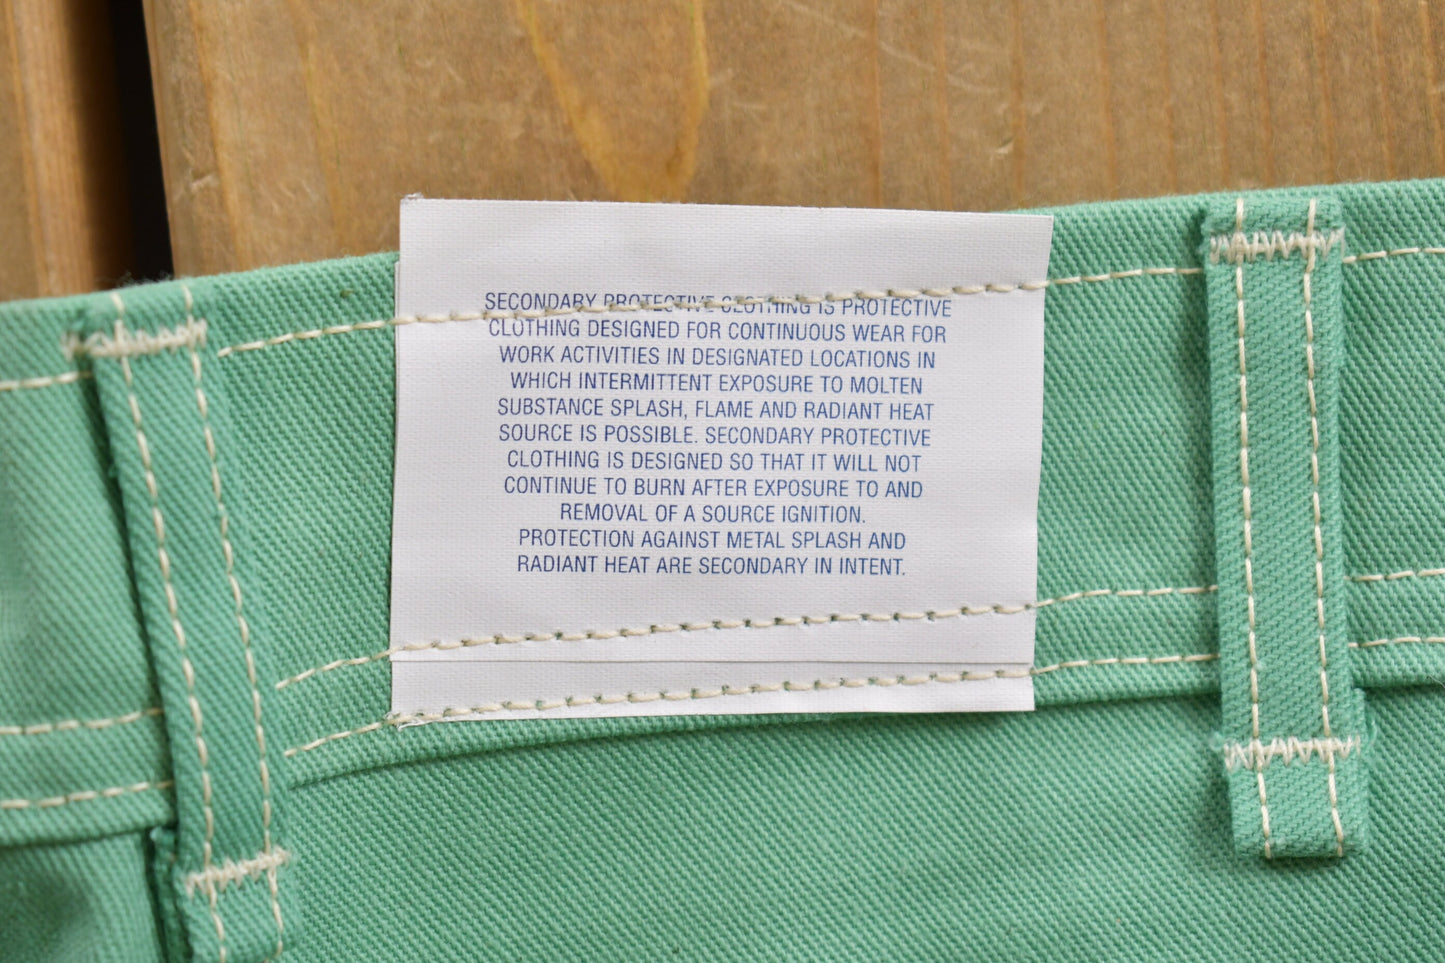 SECONDARY PROTECTIVE CLOTHING IS PROTECTIVE
CLOTHING DESIGNED FOR CONTINUOUS WEAR FOR
WORK ACTIVITIES IN DESIGNATED LOCATIONS IN
WHICH INTERMITTENT EXPOSURE TO MOLTEN
SUBSTANCE SPLASH, FLAME AND RADIANT HEAT
SOURCE IS POSSIBLE. SECONDARY PROTECTIVE
CLOTHING IS DESIGNED SO THAT IT WILL NOT
CONTINUE TO BURN AFTER EXPOSURE TO AND
REMOVAL OF A SOURCE IGNITION.
PROTECTION AGAINST METAL SPLASH AND
RADIANT HEAT ARE SECONDARY IN INTENT.